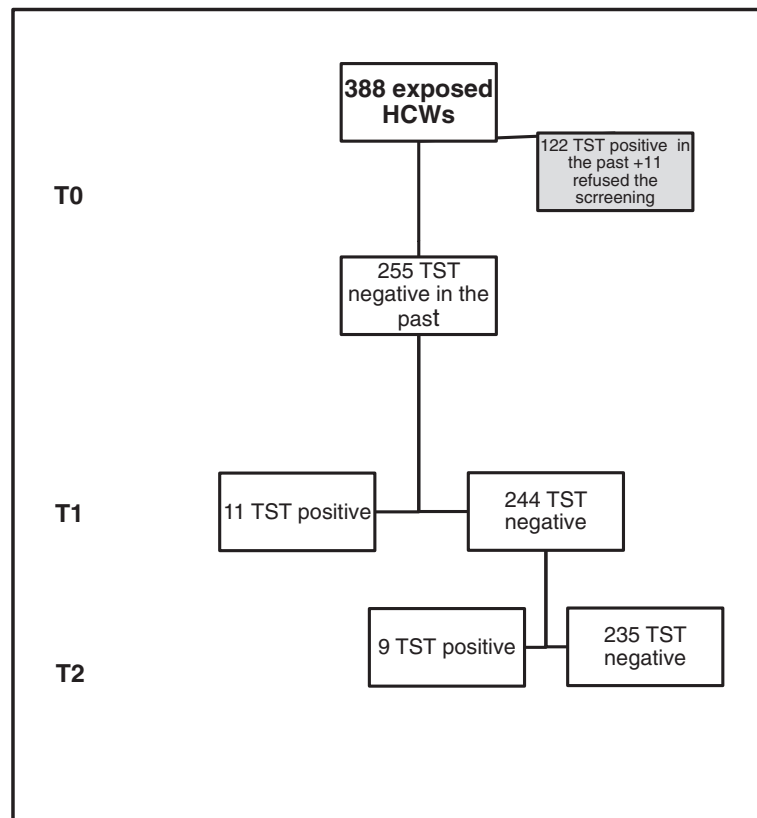 388 exposed
HCWs
122 TST positive in
the past +11
refused the
scrreening
T0
255 TST
negative in the
past
T1
11 TST positive
244 TST
negative
T2
9 TST positive
235 TST
negative